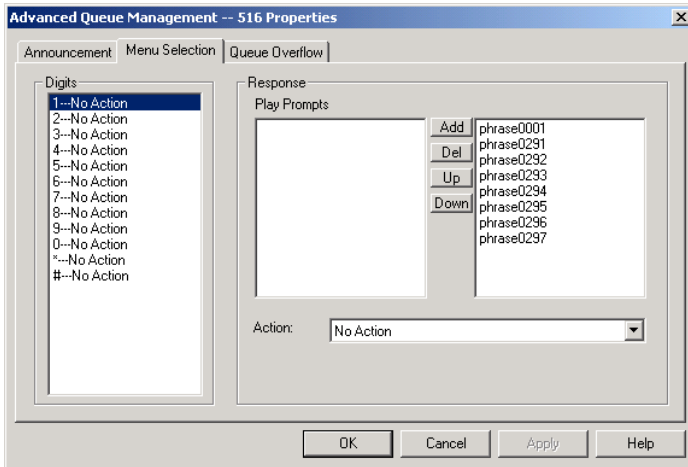 Advanced Queue Management -- 516 Properties
Announcement Menu Selection Queue Overflow
Digits
1---No Action
2---No Action
3---No Action
4---No Action
5---No Action
6---No Action
7---No Action
8---No Action
9---No Action
0---No Action
*---No Action
#---No Action
Response
Play Prompts
Add
Del
Up
Down
phrase0001
phrase0291
phrase0292
phrase0293
phrase0294
phrase0295
phrase0296
phrase0297
Action: No Action
OK Cancel Apply Help